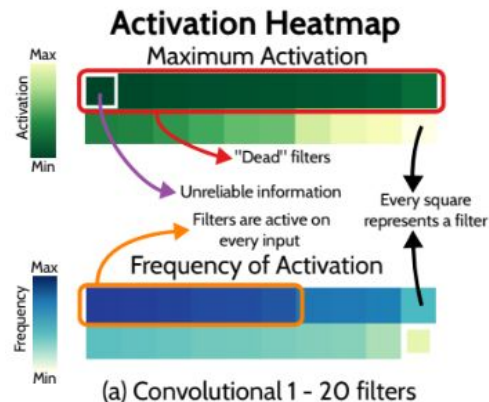 Activation Heatmap
Maximum Activation
Max
Activation
Min
"Dead" filters
Unreliable information
Filters are active on
every input
Every square
represents a filter
Frequency of Activation
Max
Frequency
Min
(a) Convolutional 1 - 20 filters